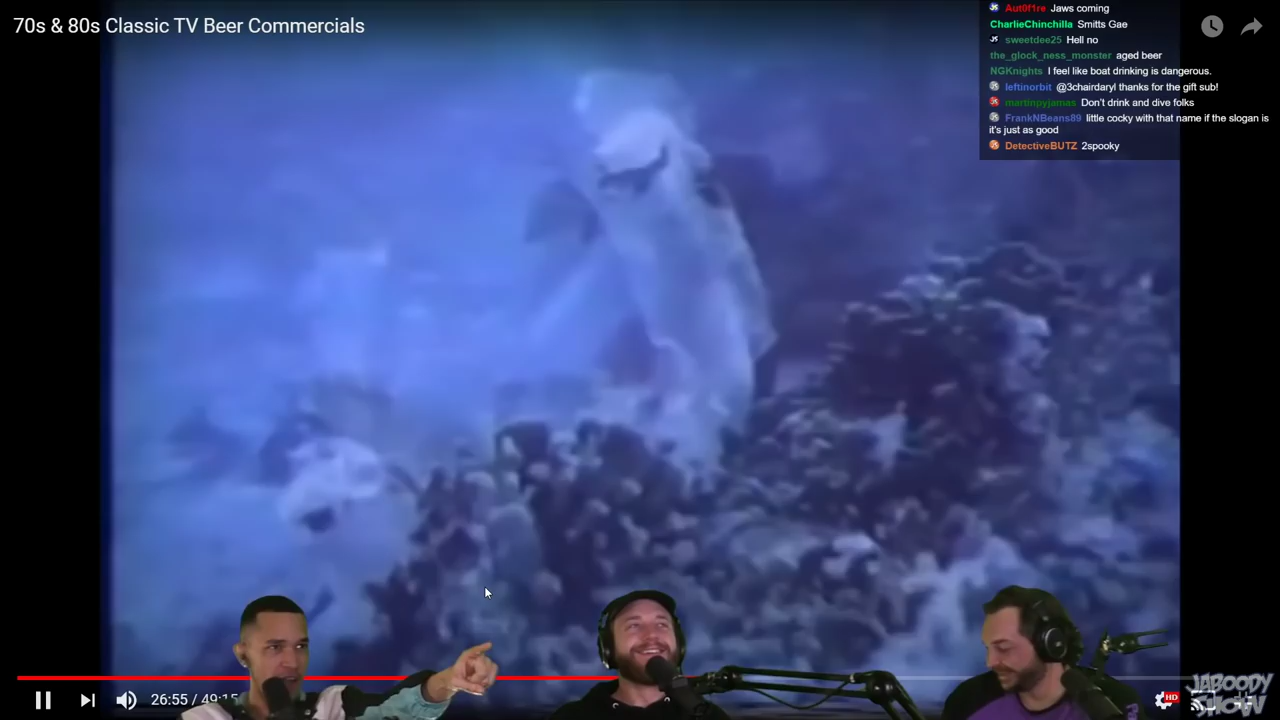 70s & 80s Classic TV Beer Commercials
Aut0f1re Jaws coming
CharlieChinchilla Smitts Gae
sweetdee25 Hell no
the_glock_ness_monster aged beer
NGKnights I feel like boat drinking is dangerous.
leftinorbit @3chairdaryl thanks for the gift sub!
martinpyjamas Don't drink and dive folks
FrankNBeans89 little cocky with that name if the slogan is
it's just as good
DetectiveBUTZ 2spooky
26:55 / 49:15
HD
JABOODY
SHOW